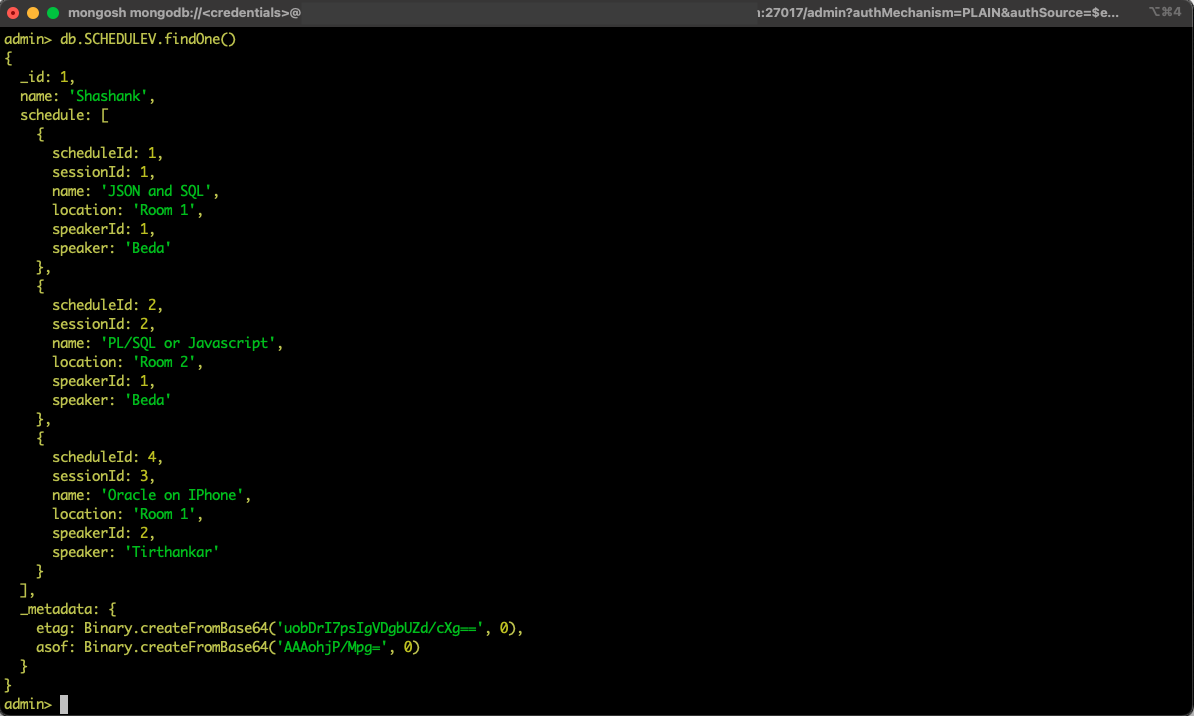 mongosh mongodb://<credentials>@ :27017/admin?authMechanism=PLAIN&authSource=$e... ⌥⌘4
admin> db.SCHEDULEV.findOne()
{
  _id: 1,
  name: 'Shashank',
  schedule: [
    {
      scheduleId: 1,
      sessionId: 1,
      name: 'JSON and SQL',
      location: 'Room 1',
      speakerId: 1,
      speaker: 'Beda'
    },
    {
      scheduleId: 2,
      sessionId: 2,
      name: 'PL/SQL or Javascript',
      location: 'Room 2',
      speakerId: 1,
      speaker: 'Beda'
    },
    {
      scheduleId: 4,
      sessionId: 3,
      name: 'Oracle on IPhone',
      location: 'Room 1',
      speakerId: 2,
      speaker: 'Tirthankar'
    }
  ],
  _metadata: {
    etag: Binary.createFromBase64('uobDrI7psIgVDgbUZd/cXg==', 0),
    asof: Binary.createFromBase64('AAAohjP/Mpg=', 0)
  }
}
admin>